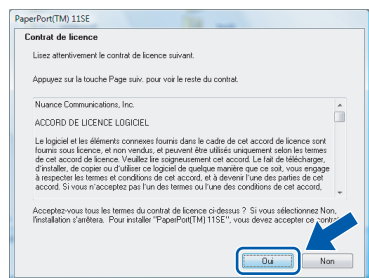 PaperPort(TM) 11SE
Contrat de licence
Lisez attentivement le contrat de licence suivant.
Appuyez sur la touche Page suiv. pour voir le reste du contrat.
Nuance Communications, Inc.
ACCORD DE LICENCE LOGICIEL
Le logiciel et les éléments connexes fournis dans le cadre de cet accord de licence sont
fournis sous licence, et non vendus, et peuvent être utilisés uniquement selon les termes
de cet accord de licence. Veuillez lire soigneusement cet accord. Le fait de télécharger,
d'installer, de copier ou d'utiliser ce logiciel de quelque manière que ce soit, vous engage
à respecter les termes et conditions de cet accord, et à devenir l'une des parties de cet
accord. Si vous n'acceptez pas l'un des termes ou l'une des conditions de cet accord,
Acceptez-vous tous les termes du contrat de licence ci-dessus ? Si vous sélectionnez Non,
l'installation s'arrêtera. Pour installer "PaperPort(TM) 11SE", vous devez accepter ce
Oui
Non